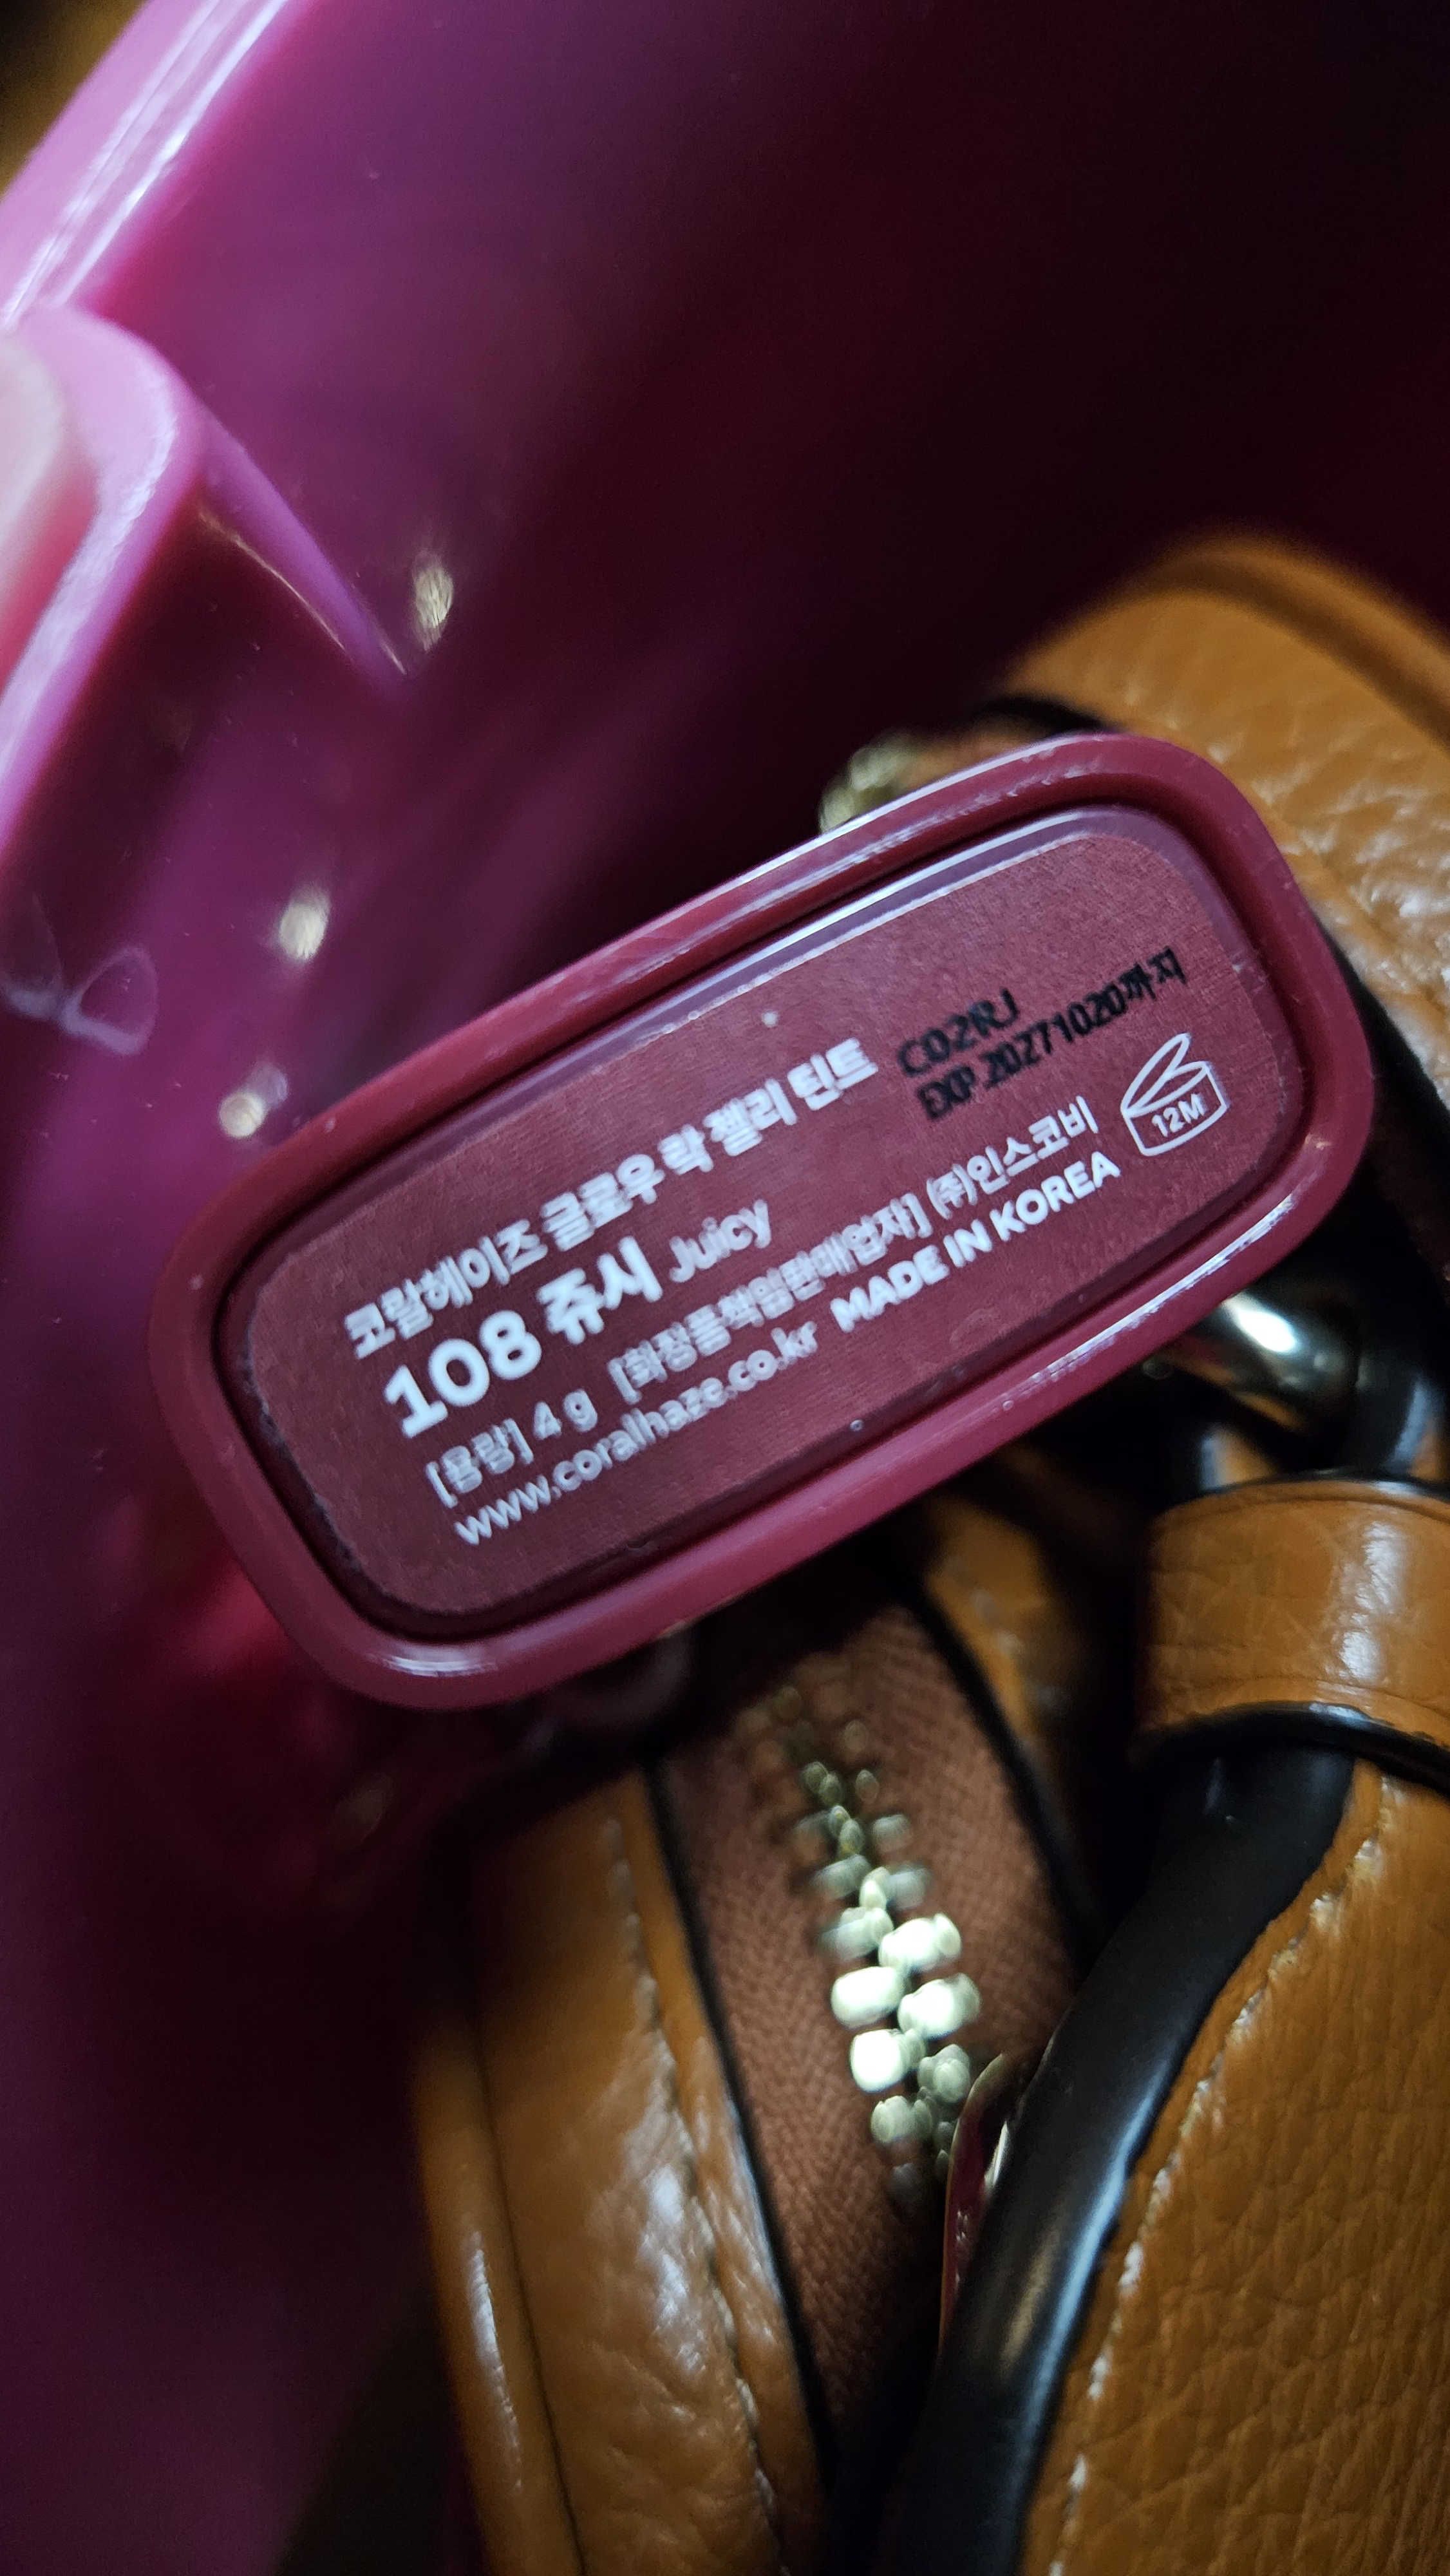 코랄헤이즈 글로우 락 젤리 틴트
108 쥬시 Juicy
[용량] 4 g [화장품책임판매업자] (주)인스코비
www.coralhaze.co.kr MADE IN KOREA
C02RJ
EXP 20271020까지
12M